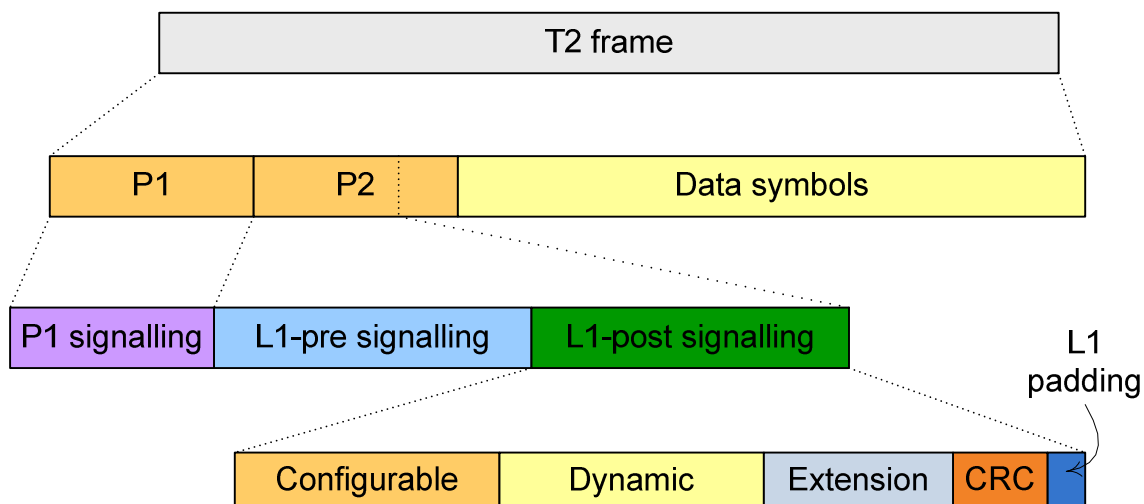 T2 frame
P1 P2 Data symbols
P1 signalling L1-pre signalling L1-post signalling
L1
padding
Configurable Dynamic Extension CRC